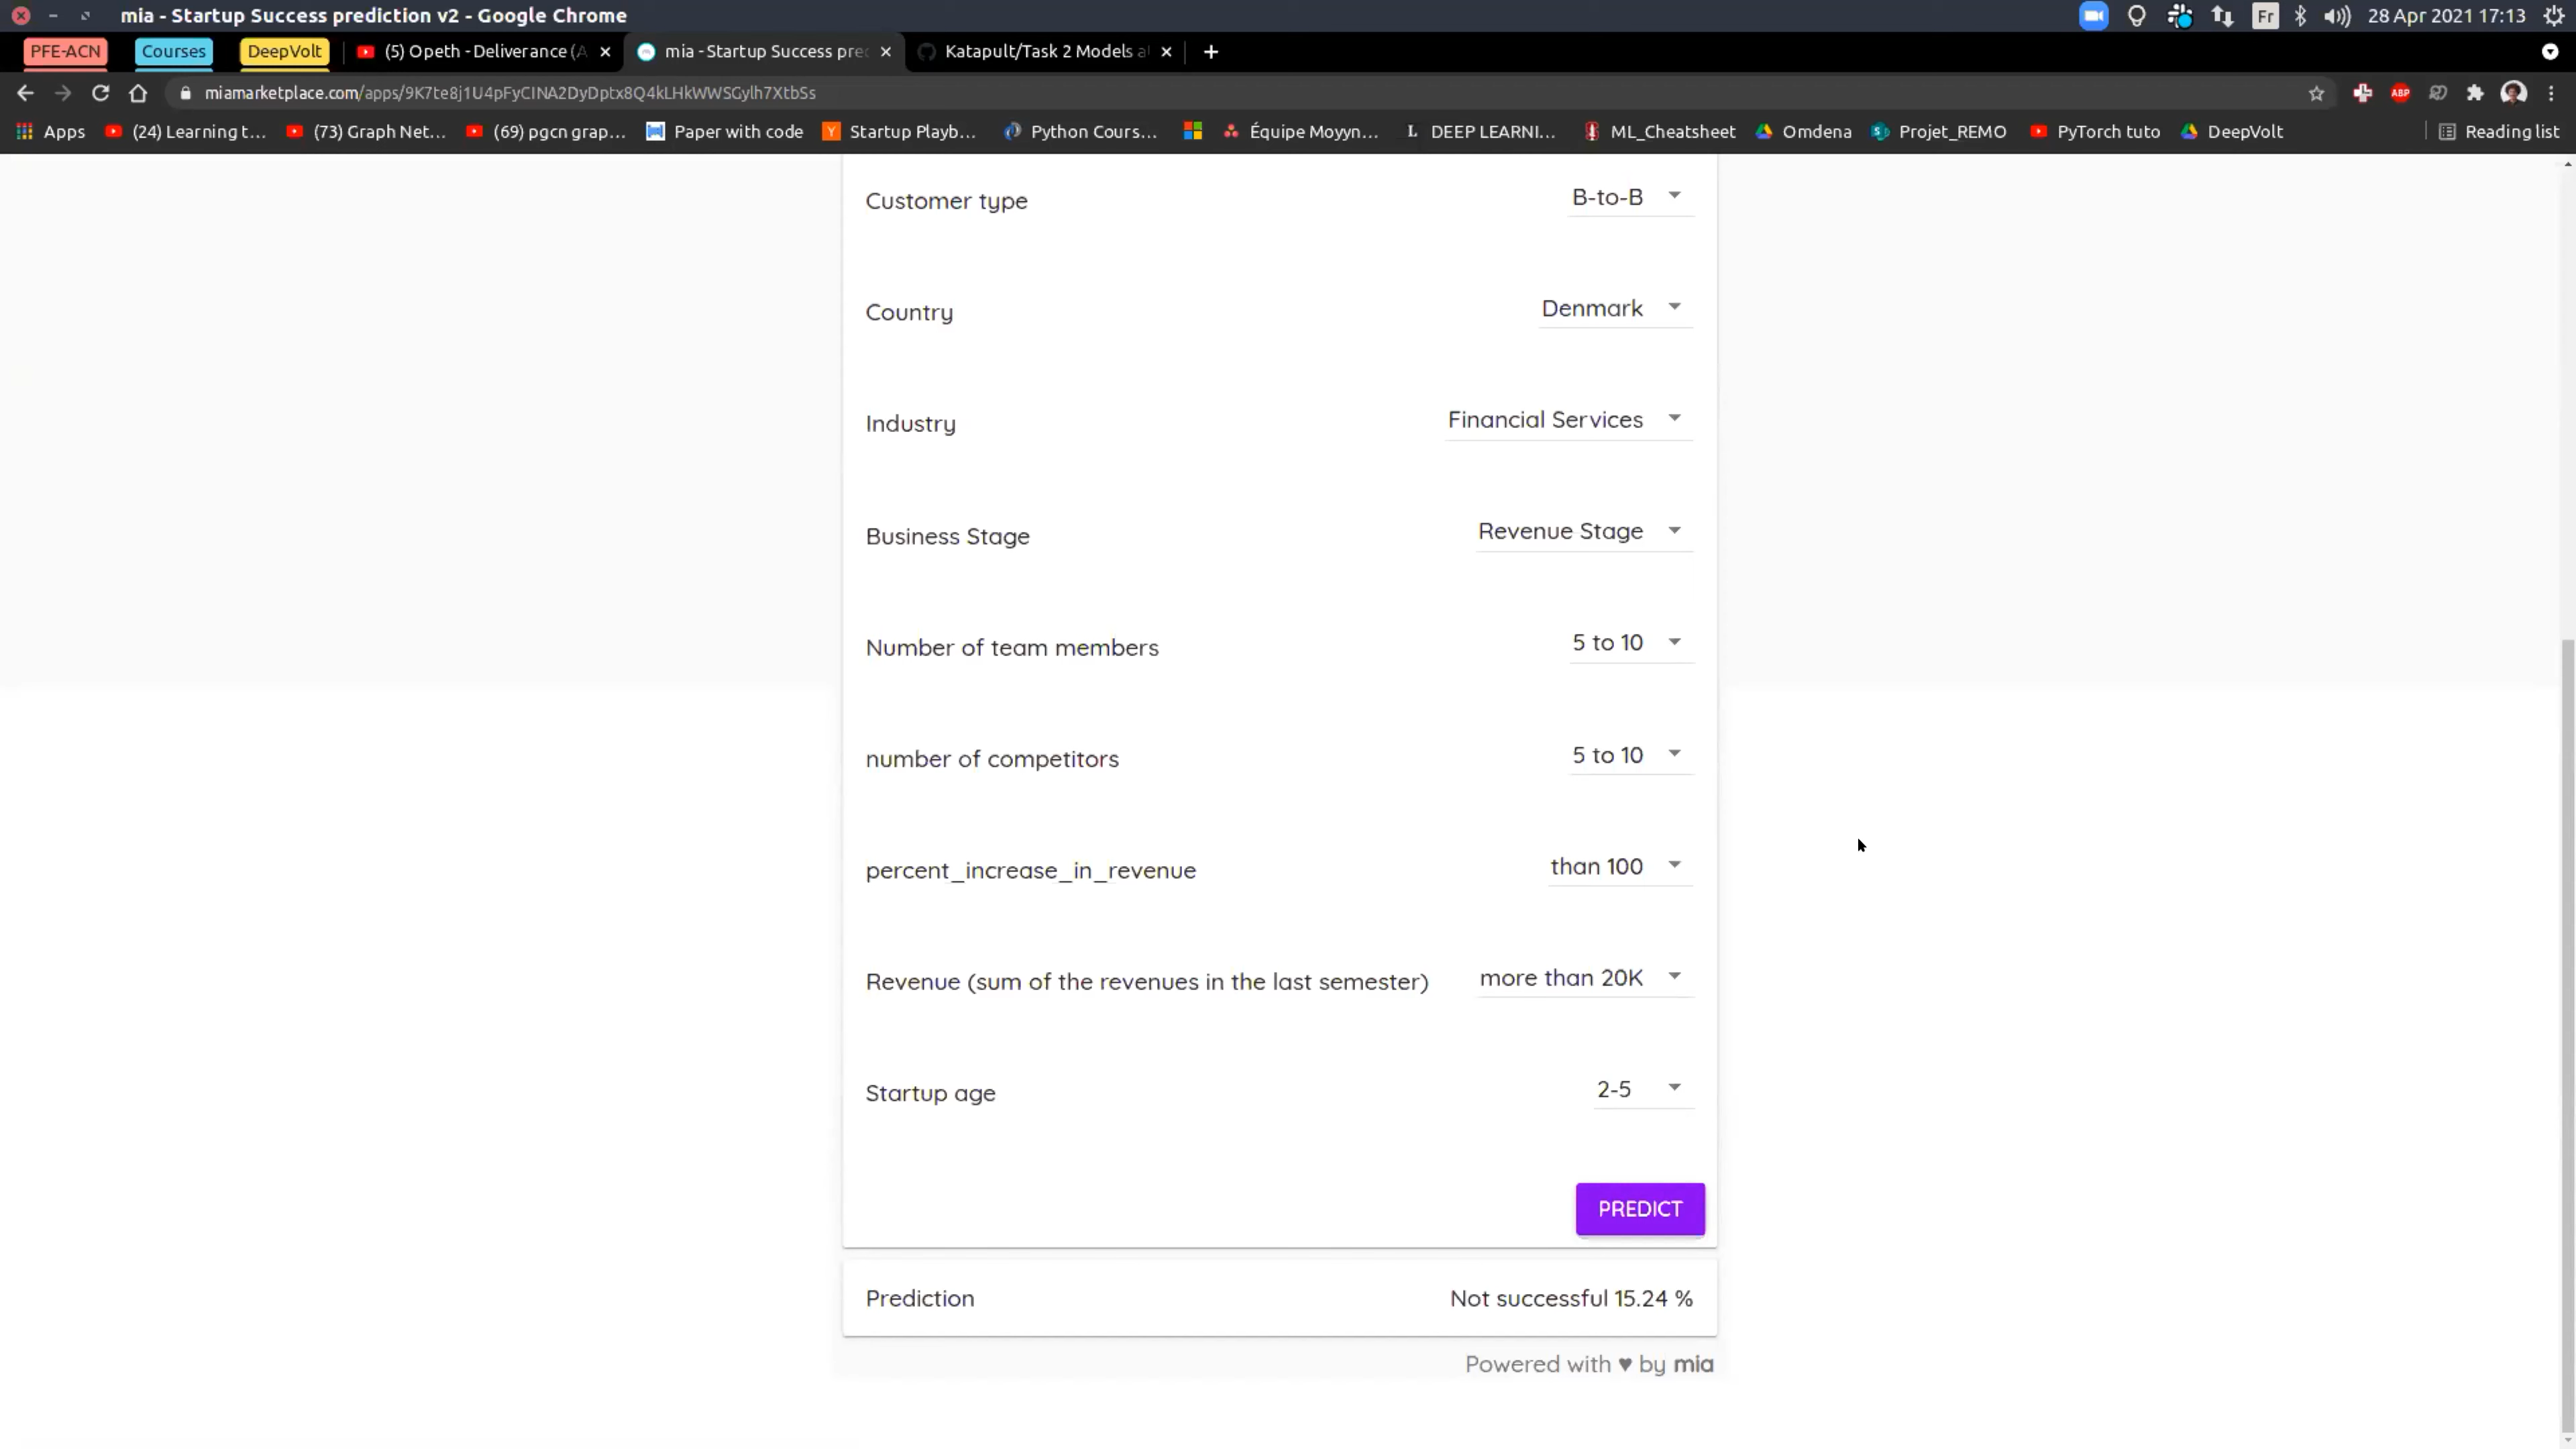 mia - Startup Success prediction v2 - Google Chrome
Fr
28 Apr 2021 17:13
PFE-ACN
Courses
DeepVolt
(5) Opeth - Deliverance (A
mia - Startup Success prec
Katapult/Task 2 Models a
miamarketplace.com/apps/9K7te8j1U4pFyCINA2DyDptx8Q4kLHkWWSGylh7XtbSs
ABP
Apps
(24) Learning t...
(73) Graph Net...
(69) pgcn grap...
Paper with code
Y
Startup Playb...
Python Cours...
Équipe Moyyn...
L
DEEP LEARNI...
ML_Cheatsheet
Omdena
S
Projet_REMO
PyTorch tuto
DeepVolt
Reading list
Customer type
B-to-B
Country
Denmark
Industry
Financial Services
Business Stage
Revenue Stage
Number of team members
5 to 10
number of competitors
5 to 10
percent_increase_in_revenue
than 100
Revenue (sum of the revenues in the last semester)
more than 20K
Startup age
2-5
PREDICT
Prediction
Not successful 15.24 %
Powered with ♥ by mia